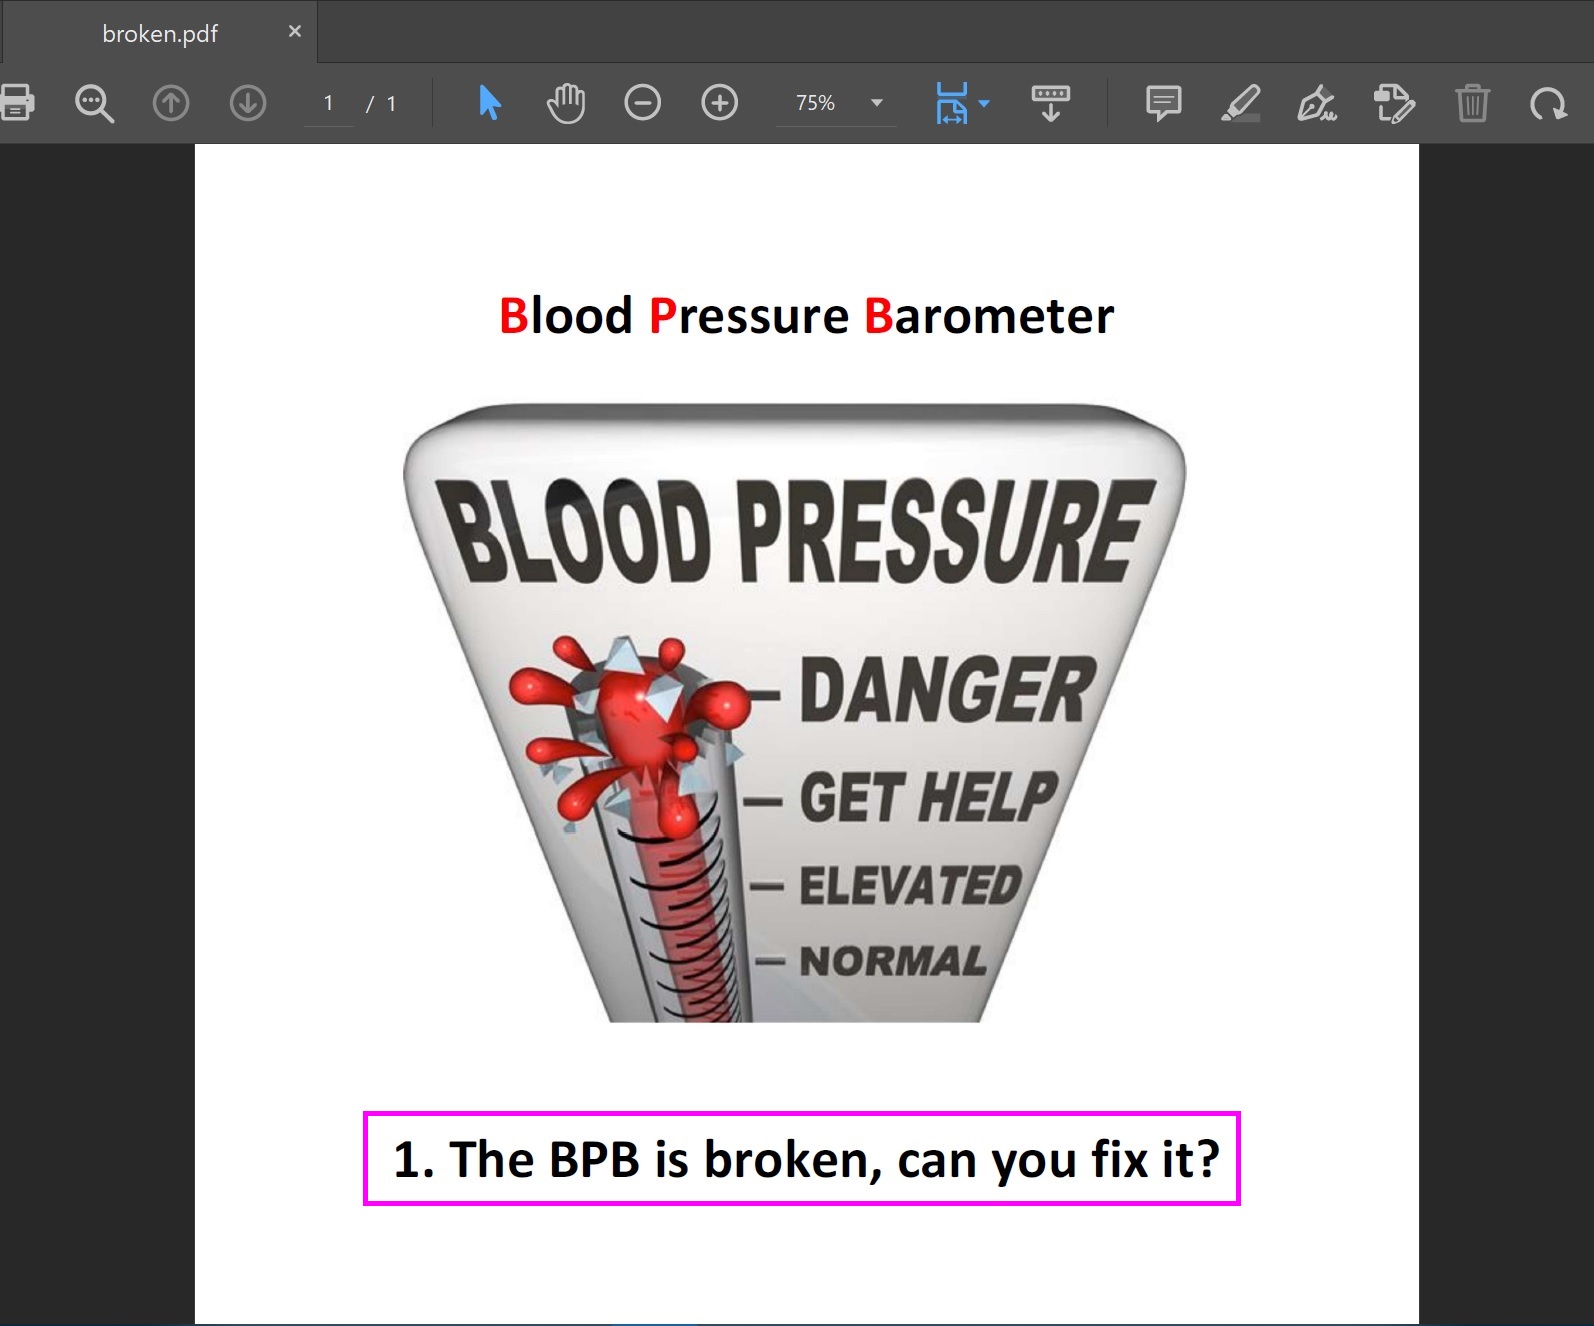 broken.pdf ×
1 / 1 75%
Blood Pressure Barometer
BLOOD PRESSURE
DANGER
GET HELP
ELEVATED
NORMAL
1. The BPB is broken, can you fix it?